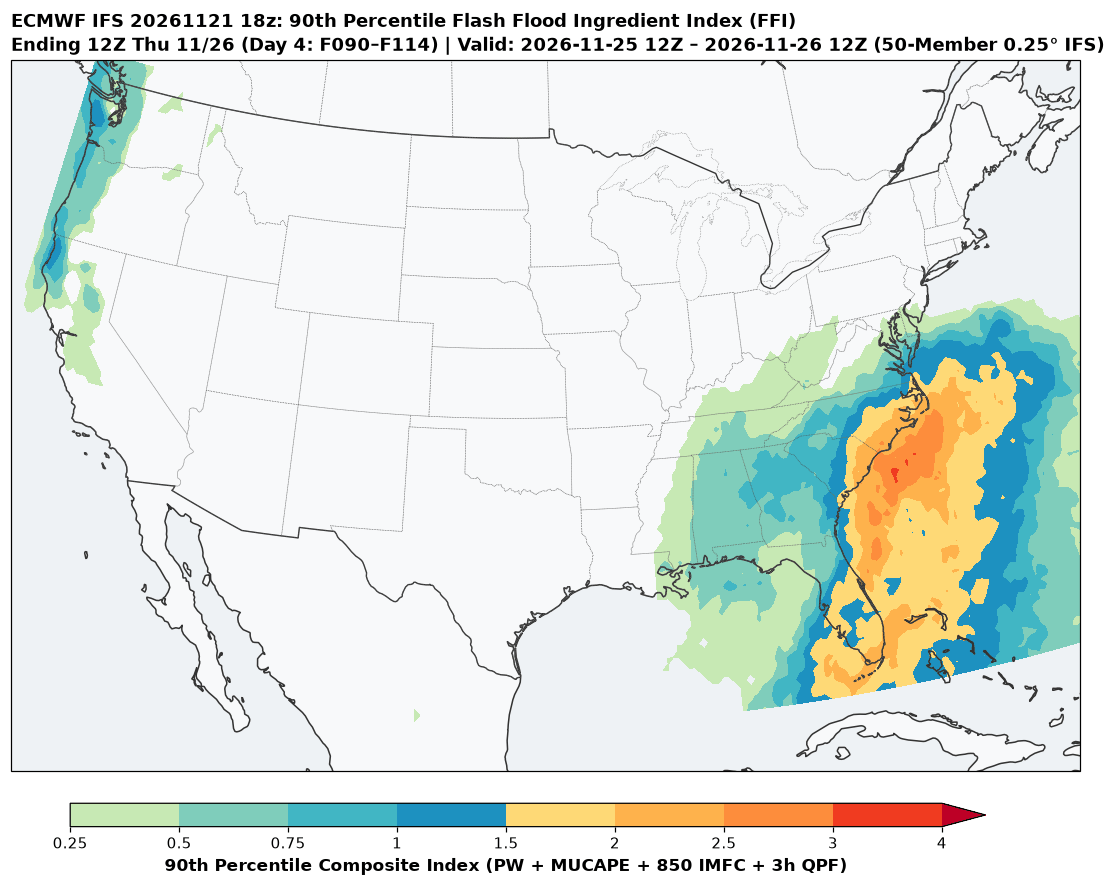 ECMWF IFS 20261121 18z: 90th Percentile Flash Flood Ingredient Index (FFI)
Ending 12Z Thu 11/26 (Day 4: F090–F114) | Valid: 2026-11-25 12Z – 2026-11-26 12Z (50-Member 0.25° IFS)
0.25 0.5 0.75 1 1.5 2 2.5 3 4
90th Percentile Composite Index (PW + MUCAPE + 850 IMFC + 3h QPF)